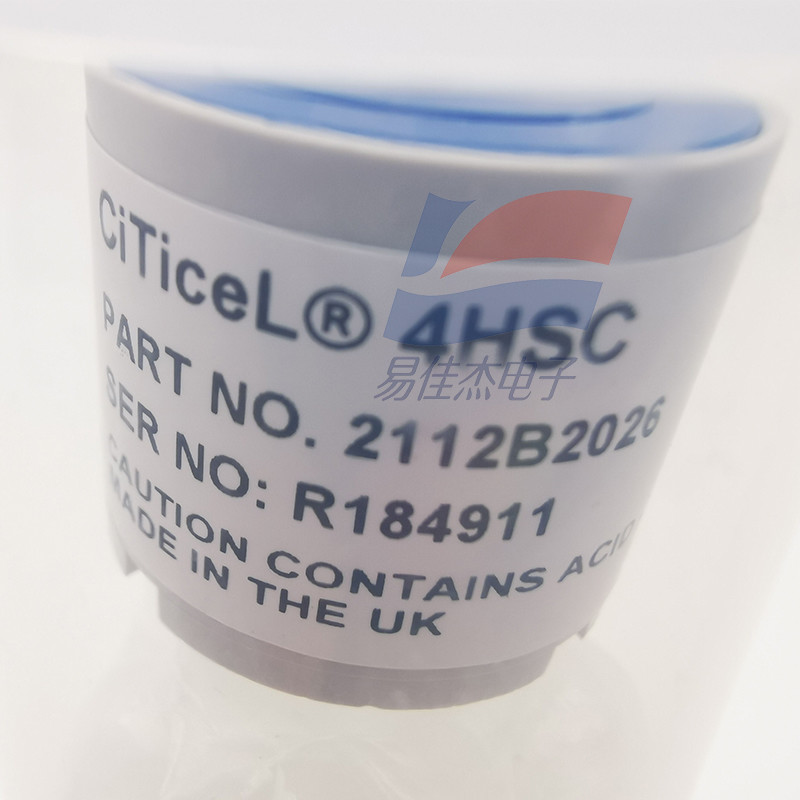 CiTiceL® 4HSC
易佳杰电子
PART NO. 2112B2026
SER NO: R184911
CAUTION CONTAINS ACID
MADE IN THE UK